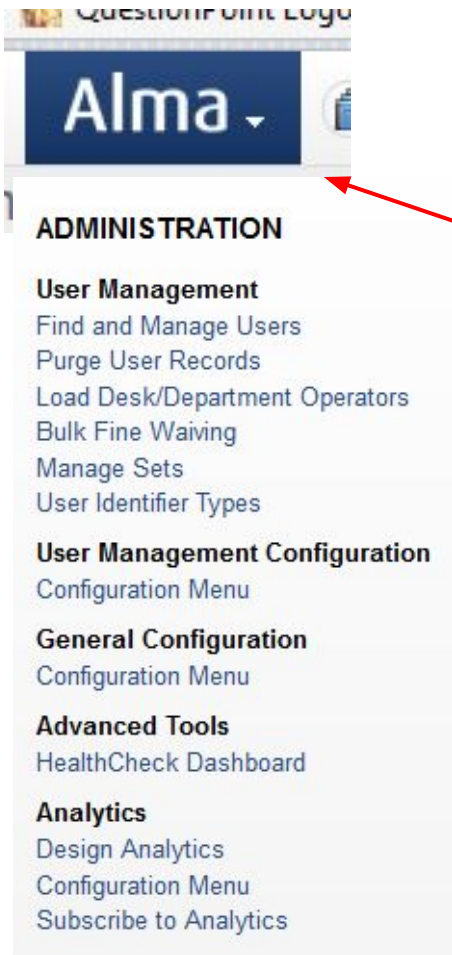 QuestionPoint Logo
Alma
ADMINISTRATION
User Management
Find and Manage Users
Purge User Records
Load Desk/Department Operators
Bulk Fine Waiving
Manage Sets
User Identifier Types
User Management Configuration
Configuration Menu
General Configuration
Configuration Menu
Advanced Tools
HealthCheck Dashboard
Analytics
Design Analytics
Configuration Menu
Subscribe to Analytics